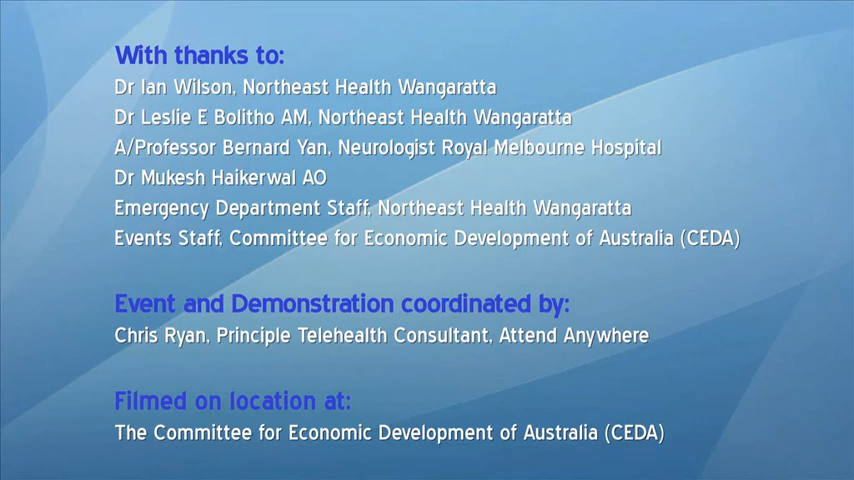 With thanks to:
Dr Ian Wilson, Northeast Health Wangaratta
Dr Leslie E Bolitho AM, Northeast Health Wangaratta
A/Professor Bernard Yan, Neurologist Royal Melbourne Hospital
Dr Mukesh Haikerwal AO
Emergency Department Staff, Northeast Health Wangaratta
Events Staff, Committee for Economic Development of Australia (CEDA)
Event and Demonstration coordinated by:
Chris Ryan, Principle Telehealth Consultant, Attend Anywhere
Filmed on location at:
The Committee for Economic Development of Australia (CEDA)